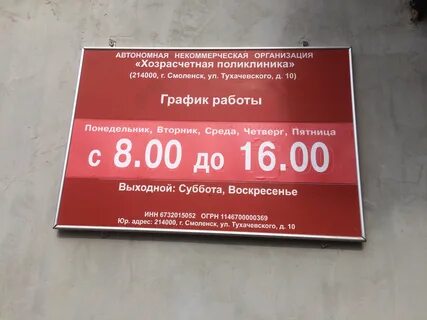 АВТОНОМНАЯ НЕКОММЕРЧЕСКАЯ ОРГАНИЗАЦИЯ
«Хозрасчетная поликлиника»
(214000, г. Смоленск, ул. Тухачевского, д. 10)
График работы
Понедельник, Вторник, Среда, Четверг, Пятница
с 8.00 до 16.00
Выходной: Суббота, Воскресенье
ИНН 6732015052 ОГРН 1146700000369
Юр. адрес: 214000, г. Смоленск, ул. Тухачевского, д. 10